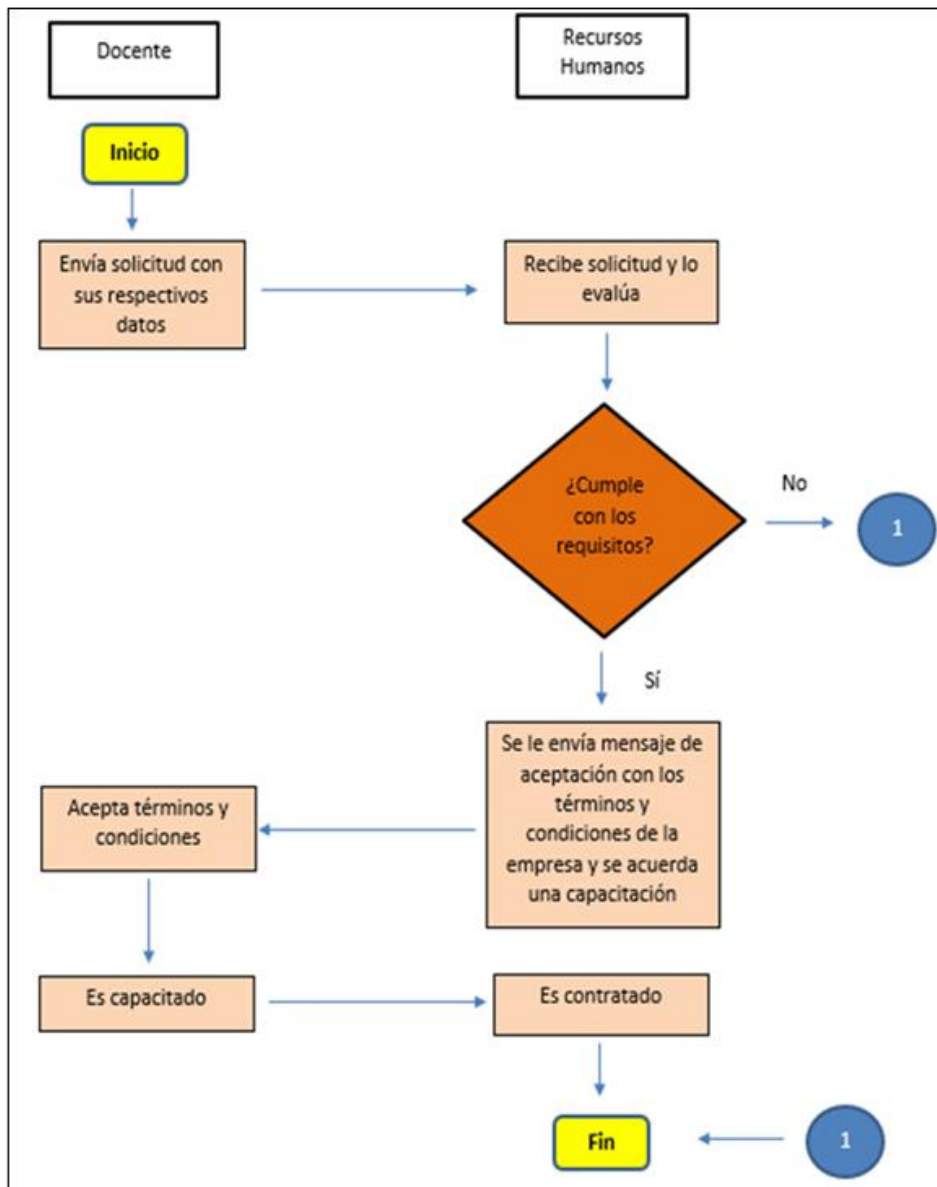 Docente
Recursos
Humanos
Inicio
Envía solicitud con
sus respectivos
datos
Recibe solicitud y lo
evalúa
¿Cumple
con los
requisitos?
No
1
Sí
Se le envía mensaje de
aceptación con los
términos y
condiciones de la
empresa y se acuerda
una capacitación
Acepta términos y
condiciones
Es capacitado
Es contratado
Fin
1